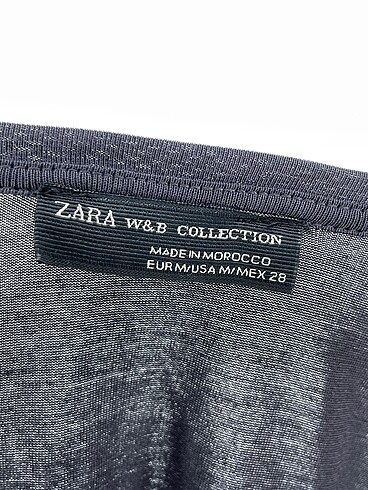 ZARA W&B COLLECTION
MADE IN MOROCCO
EUR M/USA M/MEX 28